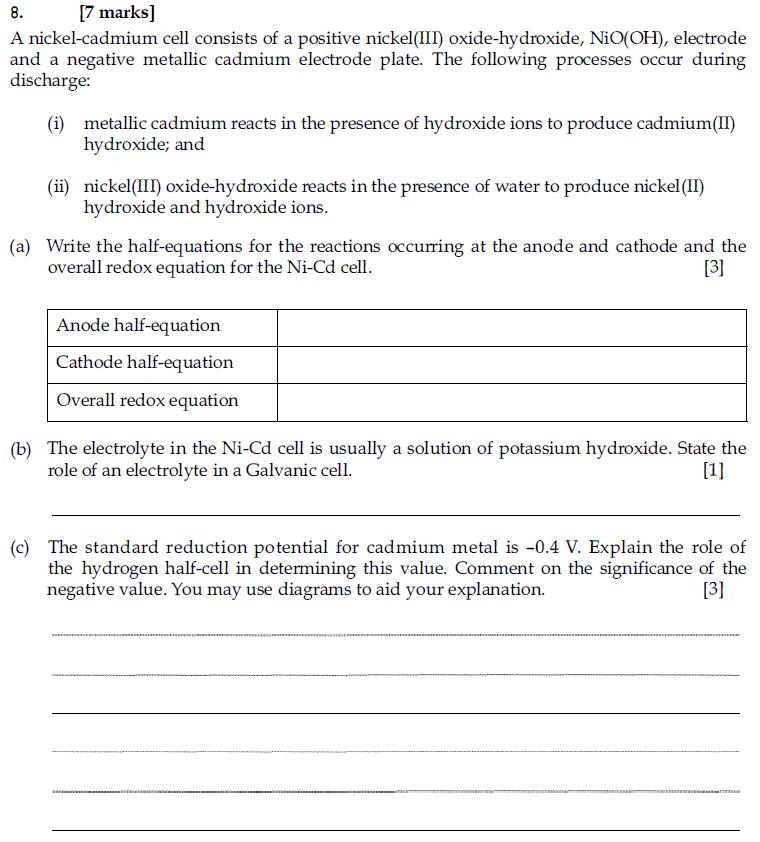 8. [7 marks]
A nickel-cadmium cell consists of a positive nickel(III) oxide-hydroxide, NiO(OH), electrode
and a negative metallic cadmium electrode plate. The following processes occur during
discharge:
(i) metallic cadmium reacts in the presence of hydroxide ions to produce cadmium(II)
hydroxide; and
(ii) nickel(III) oxide-hydroxide reacts in the presence of water to produce nickel(II)
hydroxide and hydroxide ions.
(a) Write the half-equations for the reactions occurring at the anode and cathode and the
overall redox equation for the Ni-Cd cell. [3]
Anode half-equation
Cathode half-equation
Overall redox equation
(b) The electrolyte in the Ni-Cd cell is usually a solution of potassium hydroxide. State the
role of an electrolyte in a Galvanic cell. [1]
(c) The standard reduction potential for cadmium metal is –0.4 V. Explain the role of
the hydrogen half-cell in determining this value. Comment on the significance of the
negative value. You may use diagrams to aid your explanation. [3]